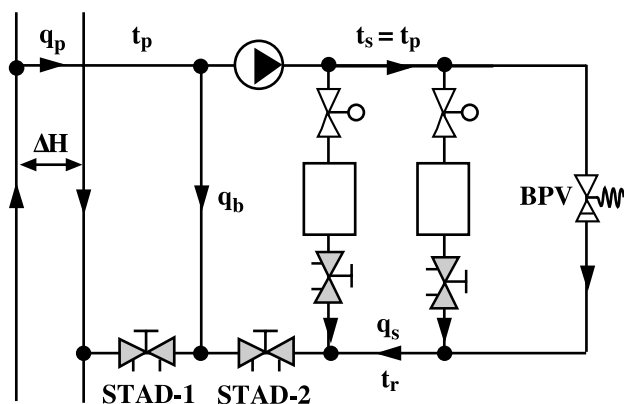 qp
tp
ts = tp
ΔH
BPV
qb
qs
tr
STAD-1
STAD-2